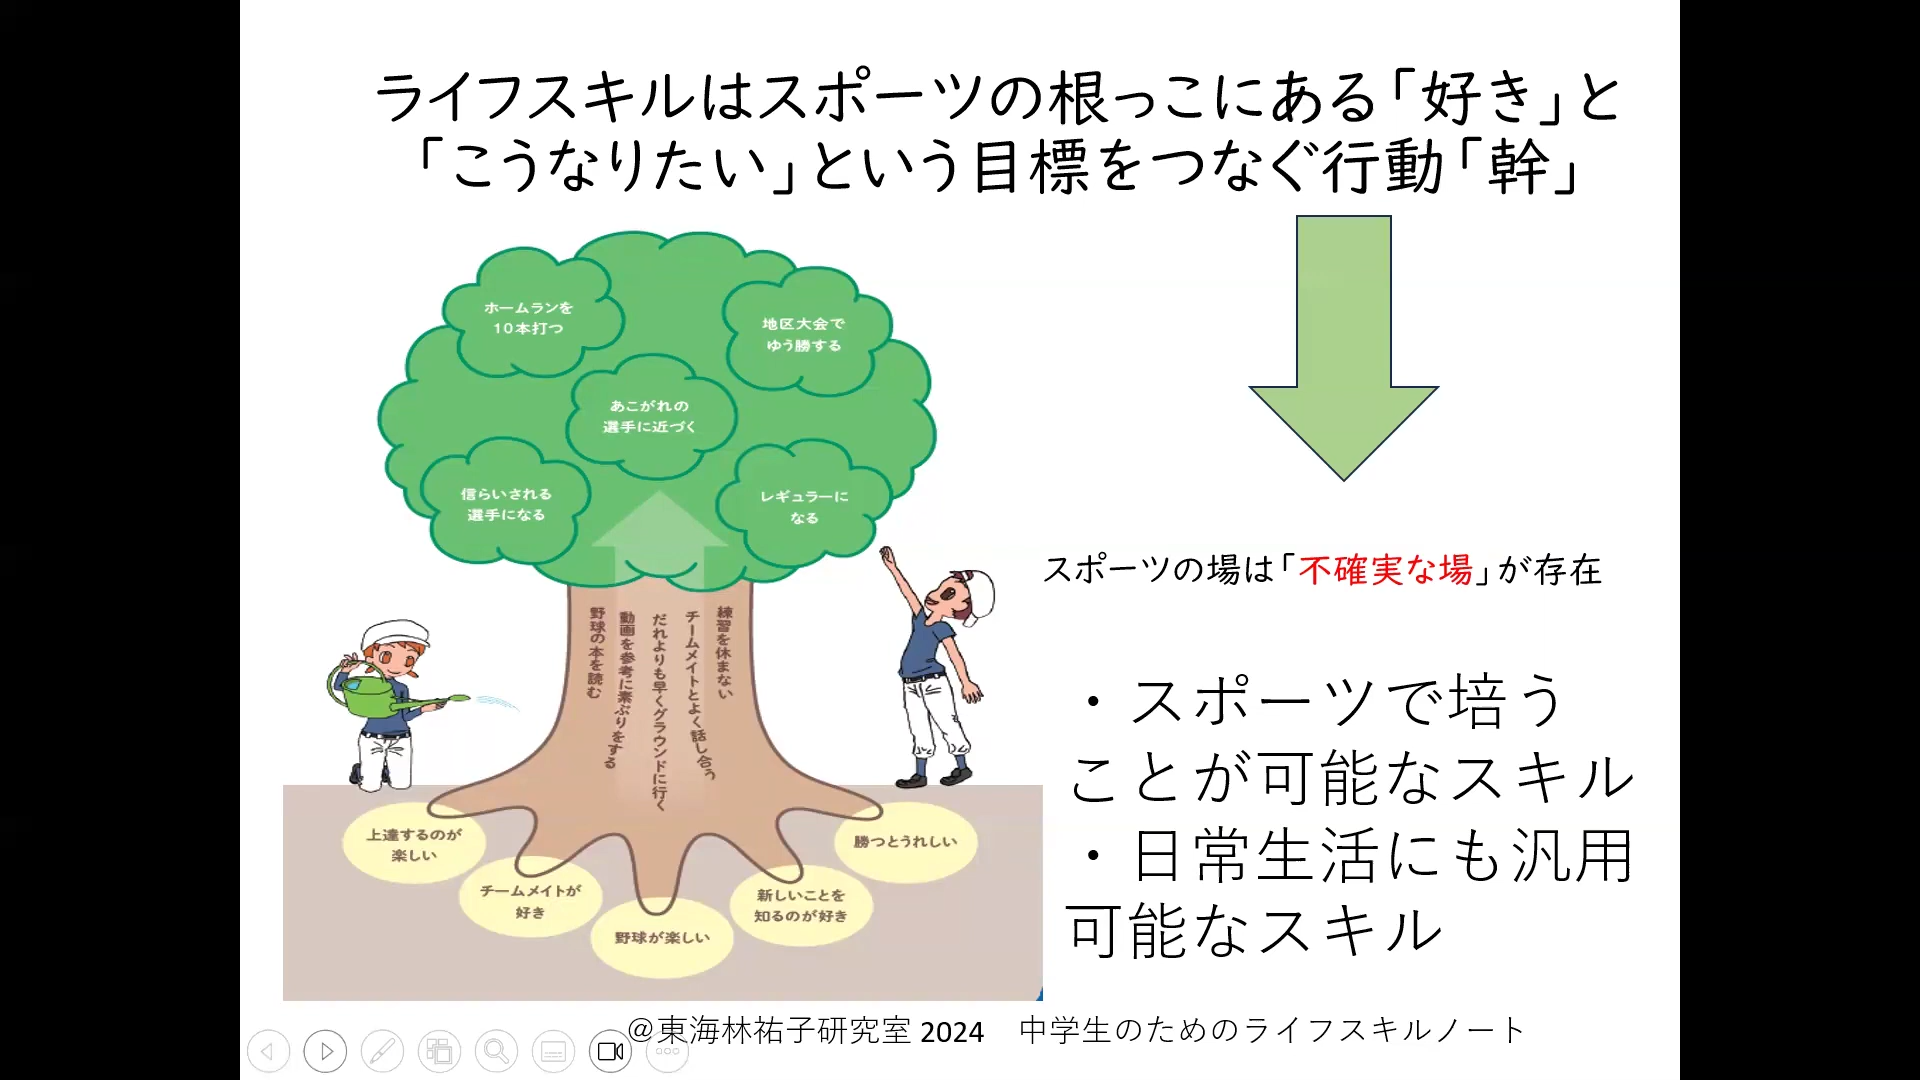 ライフスキルはスポーツの根っこにある「好き」と
「こうなりたい」という目標をつなぐ行動「幹」
ホームランを
10本打つ
地区大会で
ゆう勝する
あこがれの
選手に近づく
信らいされる
選手になる
レギュラーに
なる
練習を休まない
チームメイトとよく話し合う
だれよりも早くグラウンドに行く
動画を参考に素ぶりをする
野球の本を読む
上達するのが
楽しい
チームメイトが
好き
野球が楽しい
新しいことを
知るのが好き
勝つとうれしい
スポーツの場は「不確実な場」が存在
・スポーツで培う
ことが可能なスキル
・日常生活にも汎用
可能なスキル
@東海林祐子研究室 2024　中学生のためのライフスキルノート